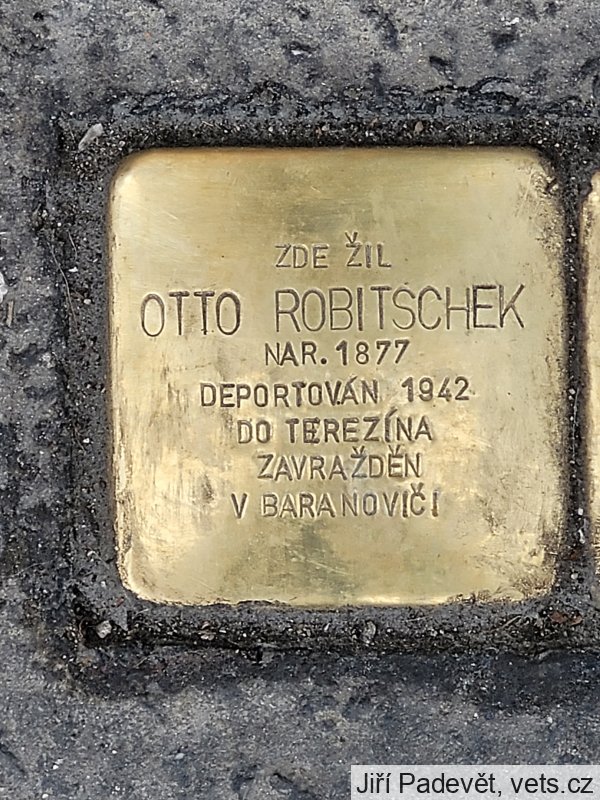 ZDE ŽIL
OTTO ROBITSCHEK
NAR. 1877
DEPORTOVÁN 1942
DO TEREZÍNA
ZAVRAŽDĚN
V BARANOVIČI
Jiří Padevět, vets.cz